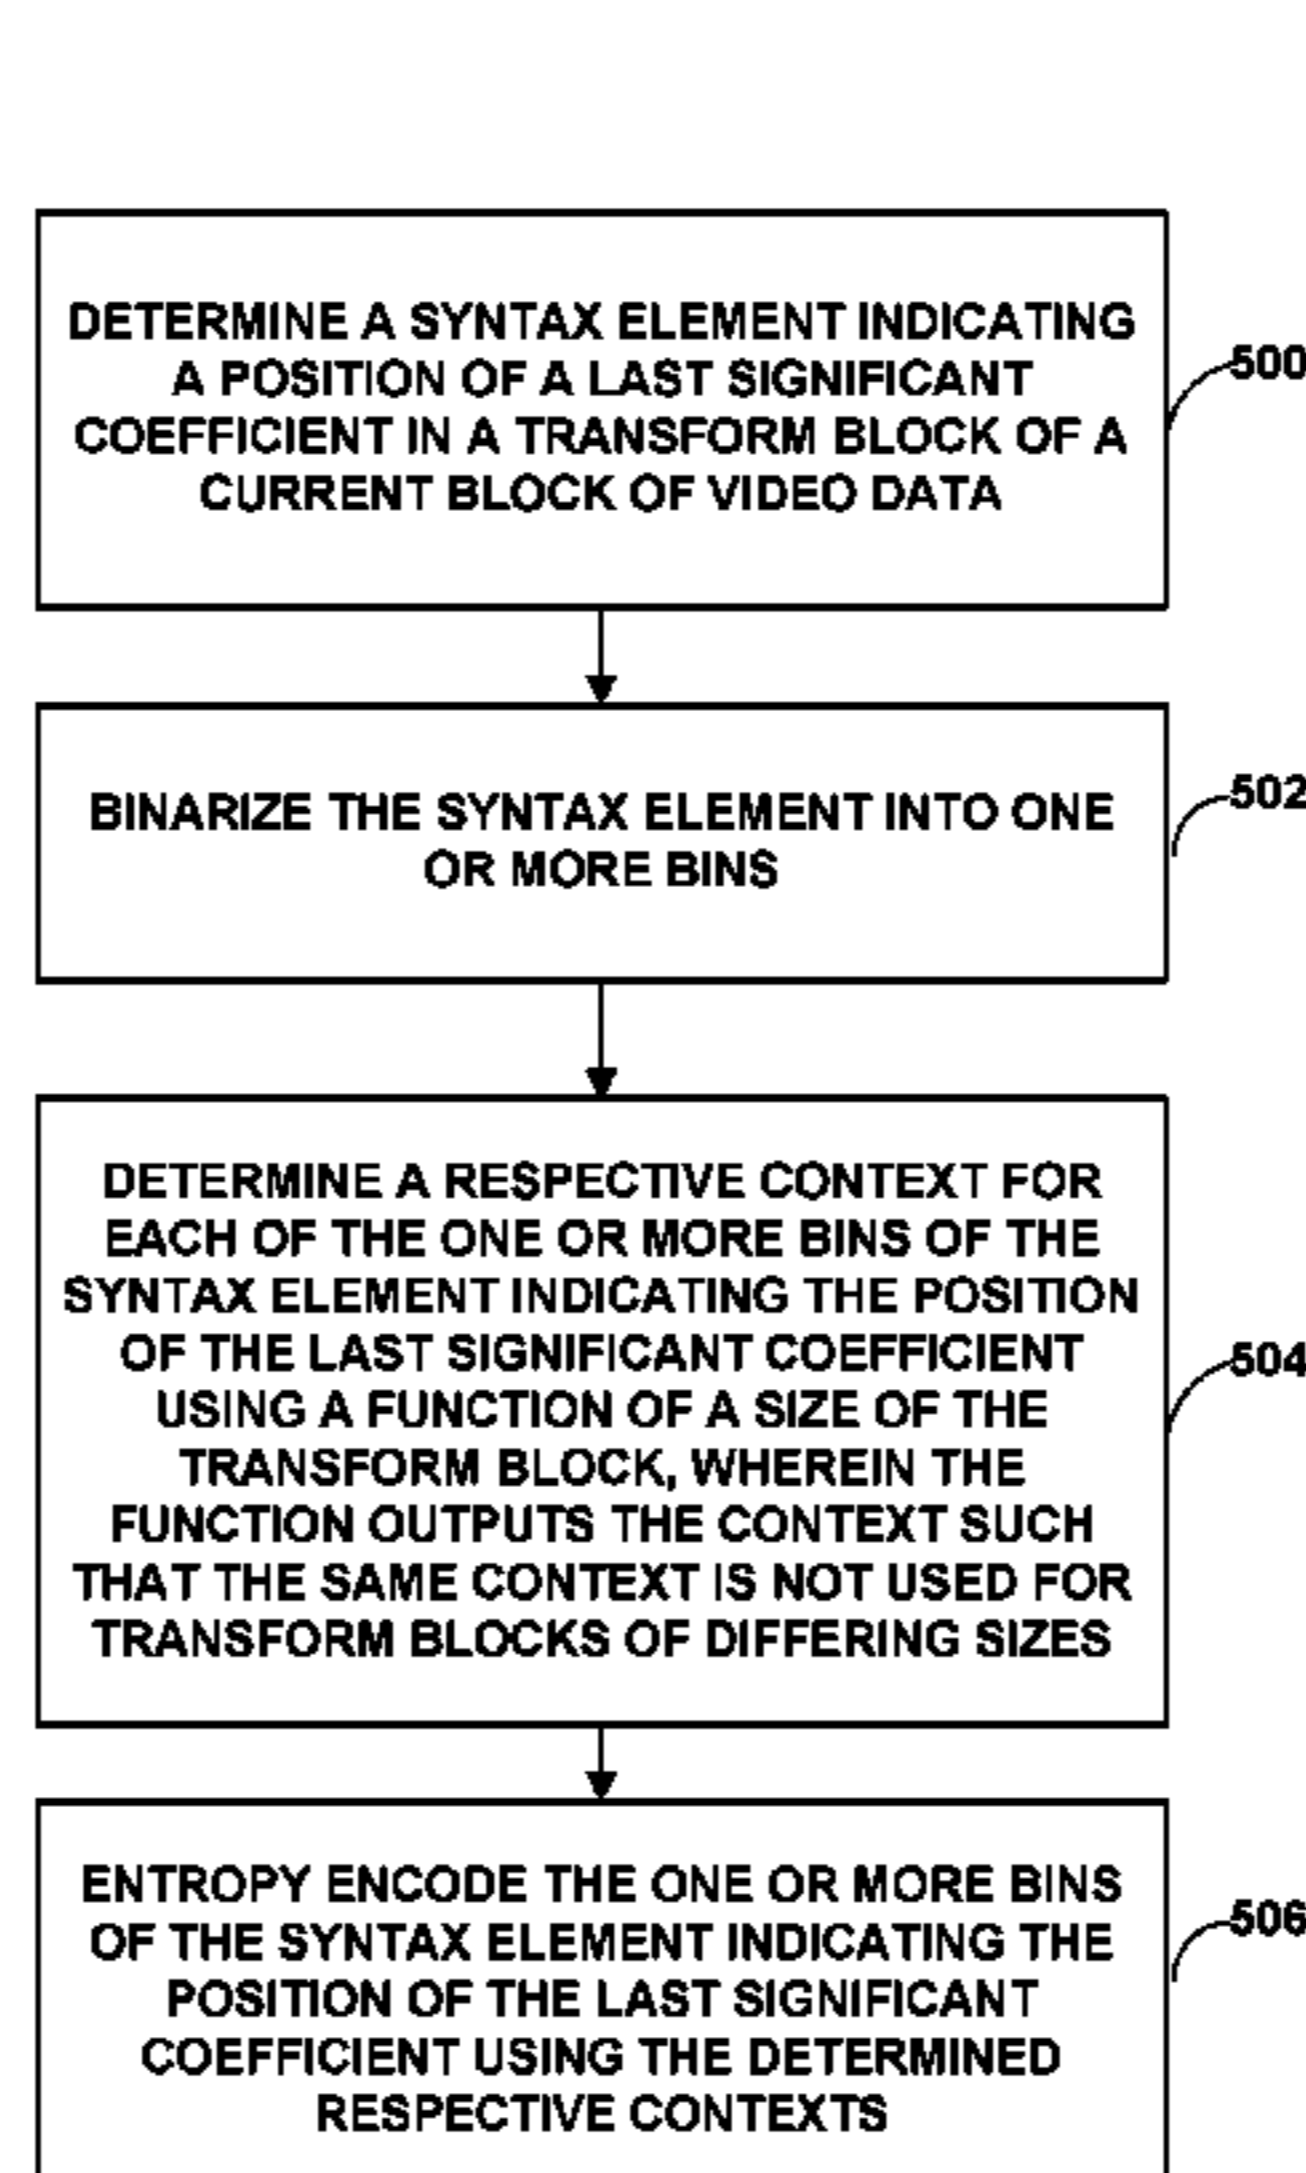 DETERMINE A SYNTAX ELEMENT INDICATING
A POSITION OF A LAST SIGNIFICANT
COEFFICIENT IN A TRANSFORM BLOCK OF A
CURRENT BLOCK OF VIDEO DATA
500
BINARIZE THE SYNTAX ELEMENT INTO ONE
OR MORE BINS
502
DETERMINE A RESPECTIVE CONTEXT FOR
EACH OF THE ONE OR MORE BINS OF THE
SYNTAX ELEMENT INDICATING THE POSITION
OF THE LAST SIGNIFICANT COEFFICIENT
USING A FUNCTION OF A SIZE OF THE
TRANSFORM BLOCK, WHEREIN THE
FUNCTION OUTPUTS THE CONTEXT SUCH
THAT THE SAME CONTEXT IS NOT USED FOR
TRANSFORM BLOCKS OF DIFFERING SIZES
504
ENTROPY ENCODE THE ONE OR MORE BINS
OF THE SYNTAX ELEMENT INDICATING THE
POSITION OF THE LAST SIGNIFICANT
COEFFICIENT USING THE DETERMINED
RESPECTIVE CONTEXTS
506